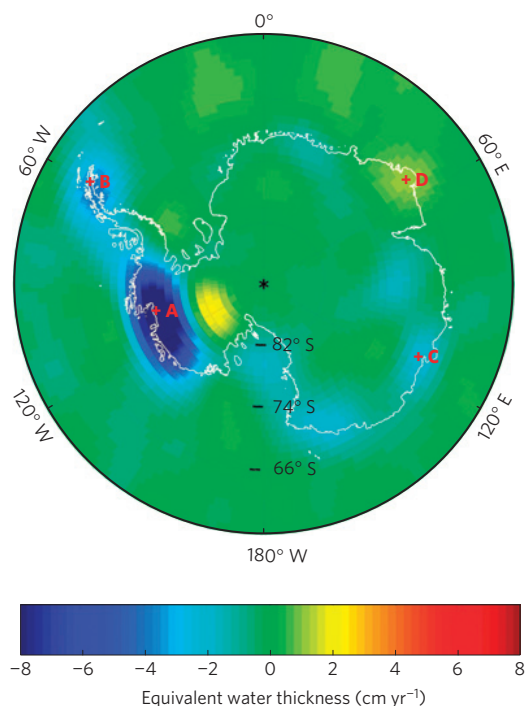 0°
60° W
60° E
+ B
+ D
*
+ A
82° S
+ C
74° S
120° W
120° E
66° S
180° W
−8 −6 −4 −2 0 2 4 6 8
Equivalent water thickness (cm yr⁻¹)